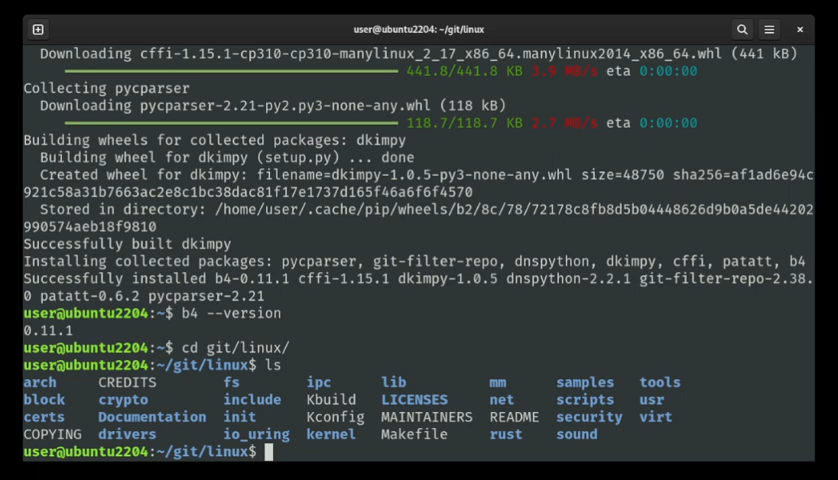 user@ubuntu2204: ~/git/linux
Downloading cffi-1.15.1-cp310-cp310-manylinux_2_17_x86_64.manylinux2014_x86_64.whl (441 kB)
441.8/441.8 KB 3.9 MB/s eta 0:00:00
Collecting pycparser
Downloading pycparser-2.21-py2.py3-none-any.whl (118 kB)
118.7/118.7 KB 2.7 MB/s eta 0:00:00
Building wheels for collected packages: dkimpy
Building wheel for dkimpy (setup.py) ... done
Created wheel for dkimpy: filename=dkimpy-1.0.5-py3-none-any.whl size=48750 sha256=af1ad6e94c
921c58a31b7663ac2e8c1bc38dac81f17e1737d165f46a6f6f4570
Stored in directory: /home/user/.cache/pip/wheels/b2/8c/78/72178c8fb8d5b04448626d9b0a5de44202
990574aeb18f9810
Successfully built dkimpy
Installing collected packages: pycparser, git-filter-repo, dnspython, dkimpy, cffi, patatt, b4
Successfully installed b4-0.11.1 cffi-1.15.1 dkimpy-1.0.5 dnspython-2.2.1 git-filter-repo-2.38.
0 patatt-0.6.2 pycparser-2.21
user@ubuntu2204:~$ b4 --version
0.11.1
user@ubuntu2204:~$ cd git/linux/
user@ubuntu2204:~/git/linux$ ls
arch CREDITS fs ipc lib mm samples tools
block crypto include Kbuild LICENSES net scripts usr
certs Documentation init Kconfig MAINTAINERS README security virt
COPYING drivers io_uring kernel Makefile rust sound
user@ubuntu2204:~/git/linux$